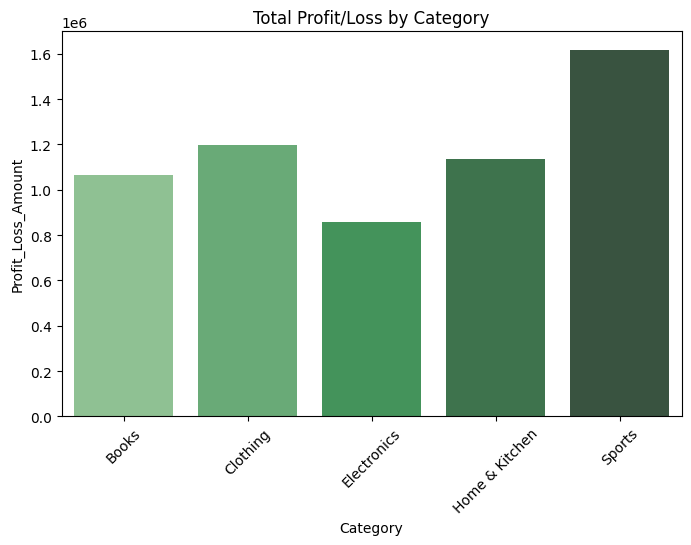 Total Profit/Loss by Category
1e6
1.6
1.4
1.2
1.0
0.8
0.6
0.4
0.2
0.0
Profit_Loss_Amount
Books
Clothing
Electronics
Home & Kitchen
Sports
Category